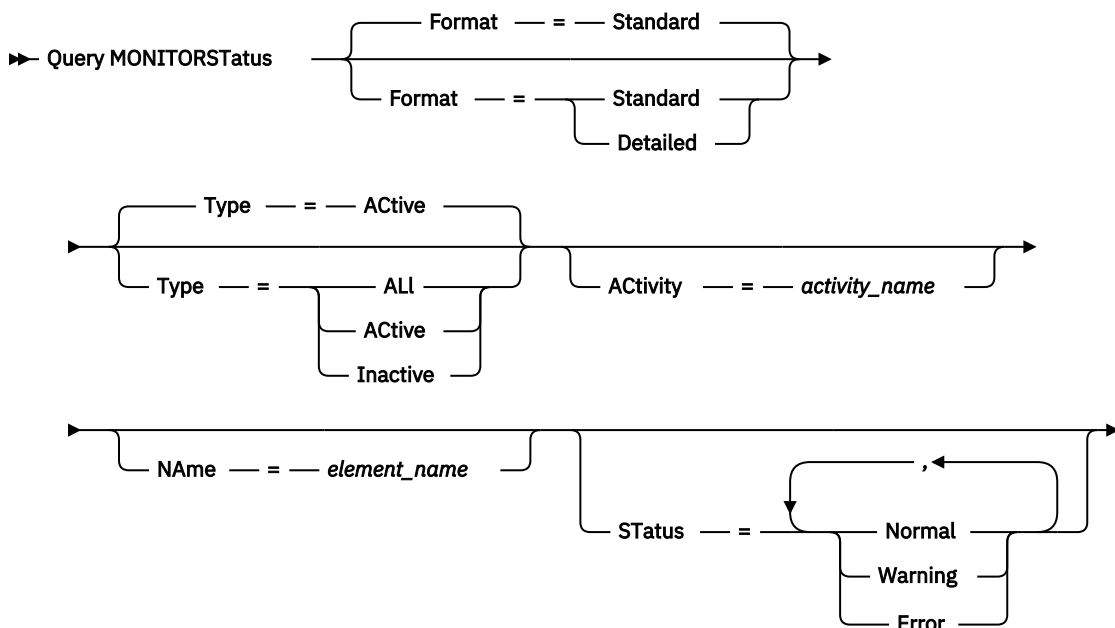 Format = Standard
Query MONITORSTatus
Format = Standard
Detailed
Type = ACtive
Type = ALl
ACtivity = activity_name
ACtive
Inactive
NAme = element_name
,
STatus = Normal
Warning
Error